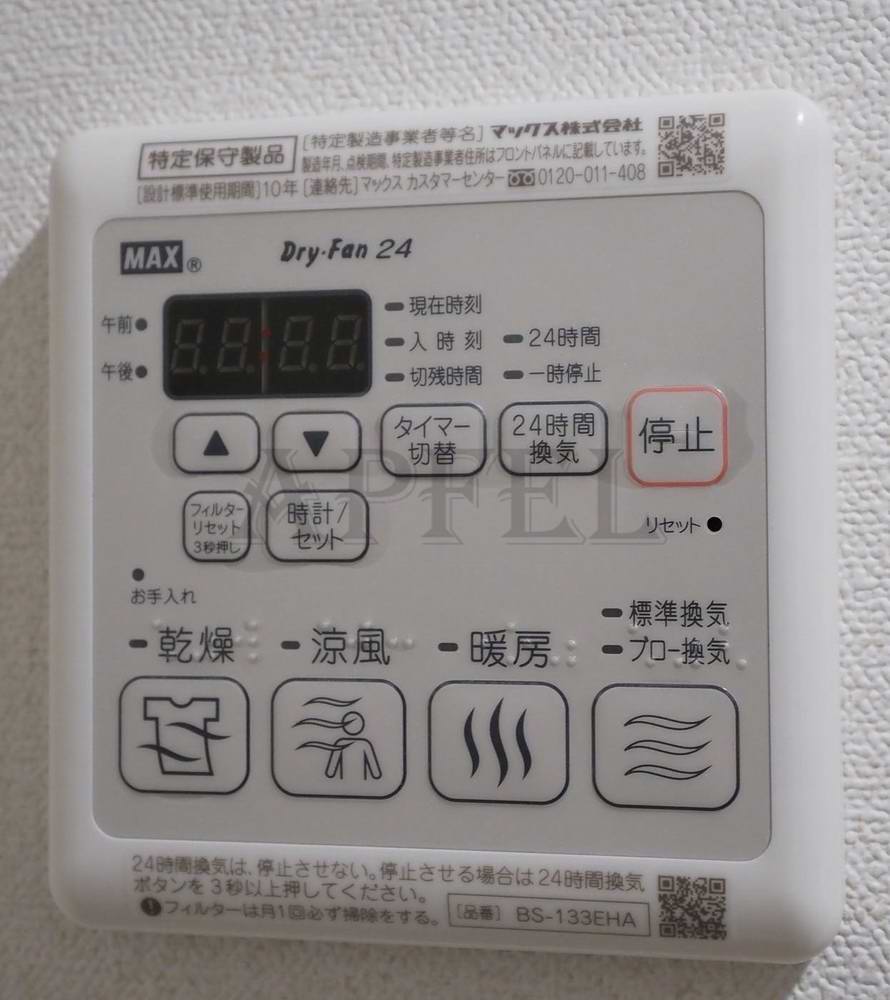 特定保守製品
[特定製造事業者等名] マックス株式会社
製造年月、点検期間、特定製造事業者住所はフロントパネルに記載しています。
[設計標準使用期間]10年 [連絡先]マックス カスタマーセンター 0120-011-408
MAX® Dry・Fan 24
午前
88:88
現在時刻
入時刻
24時間
午後
切残時間
一時停止
▲
▼
タイマー
切替
24時間
換気
停止
フィルター
リセット
3秒押し
時計/
セット
リセット
お手入れ
標準換気
乾燥
涼風
暖房
ブロー換気
24時間換気は、停止させない。停止させる場合は24時間換気
ボタンを3秒以上押してください。
フィルターは月1回必ず掃除をする。
[品番] BS-133EHA
APFEL